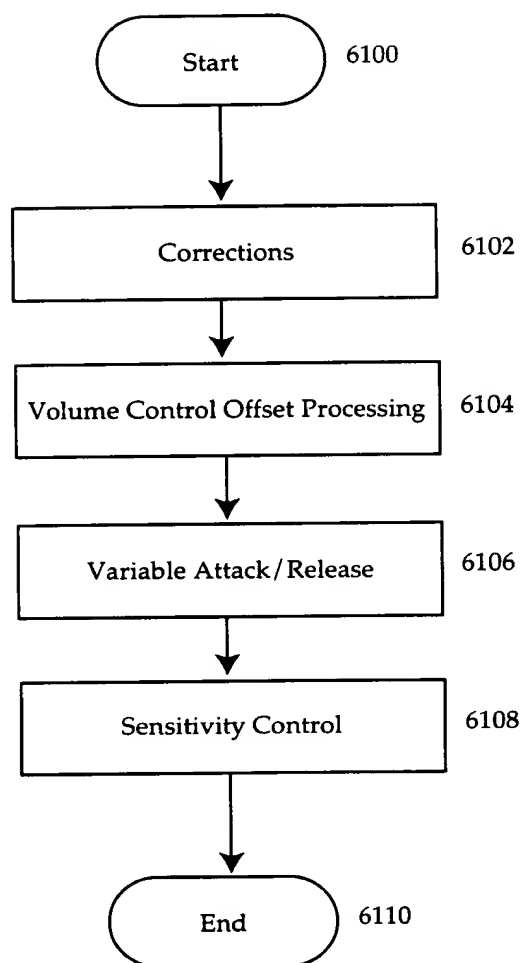 Start 6100
Corrections 6102
Volume Control Offset Processing 6104
Variable Attack/Release 6106
Sensitivity Control 6108
End 6110